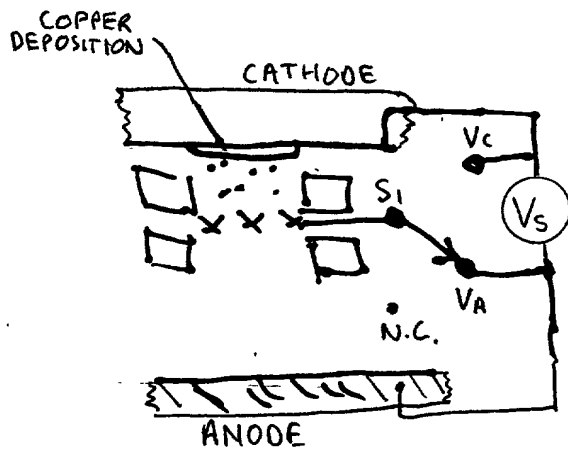 COPPER
DEPOSITION
CATHODE
VC
S1
VS
VA
N.C.
ANODE